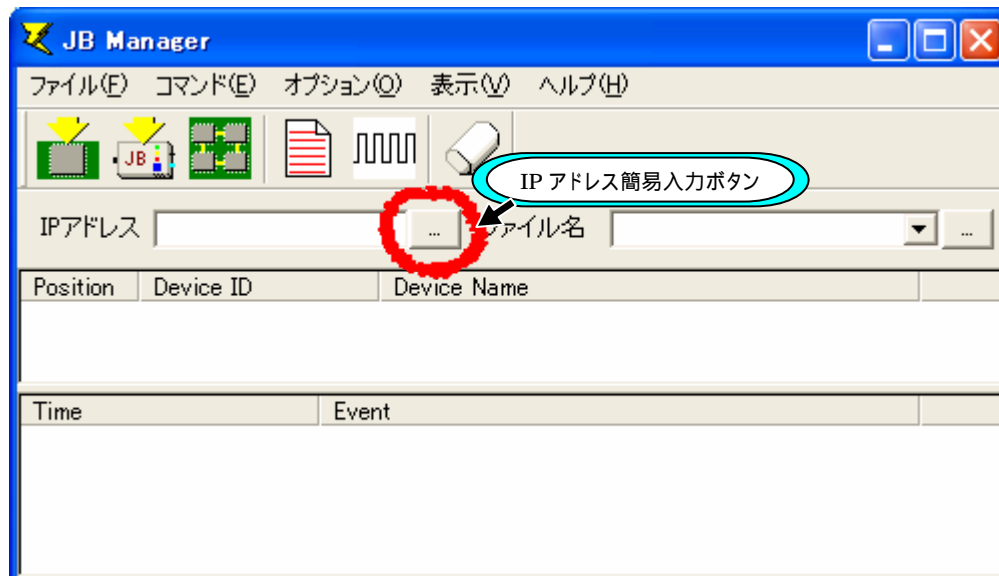 JB Manager
ファイル(F) コマンド(E) オプション(O) 表示(V) ヘルプ(H)
JB
IP アドレス簡易入力ボタン
IPアドレス ... ファイル名 ...
Position Device ID Device Name
Time Event